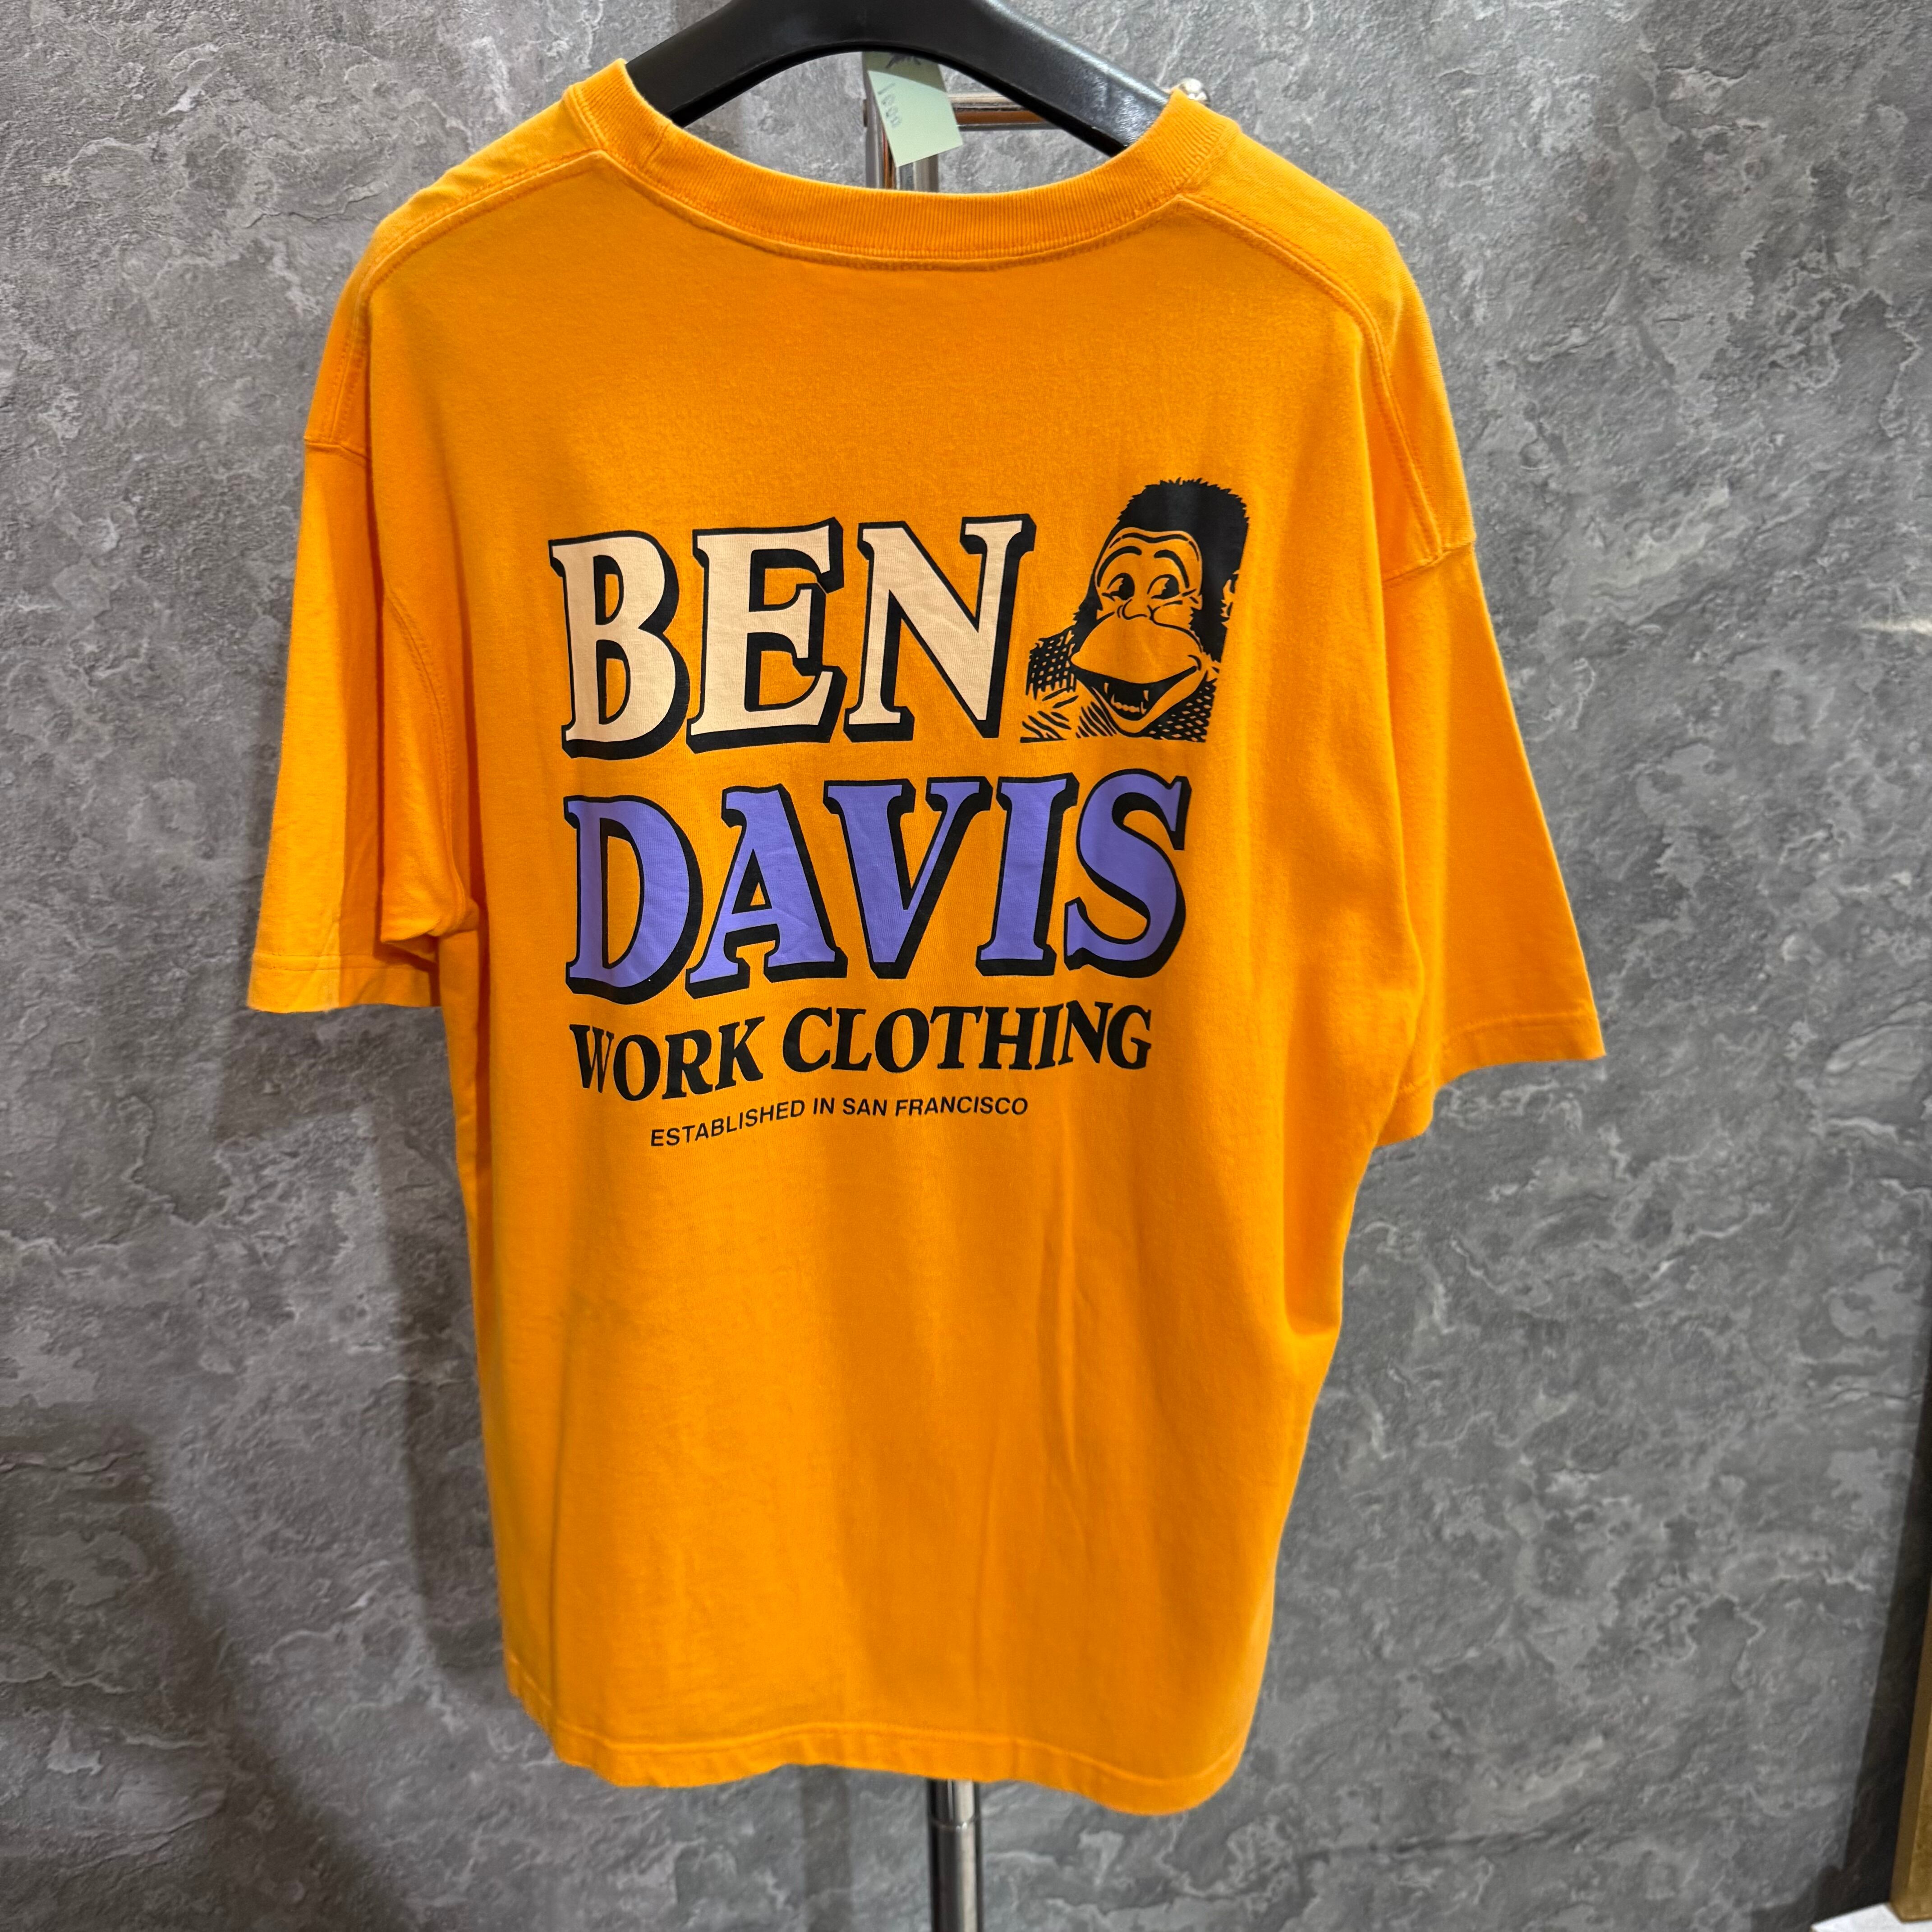 BEN
DAVIS
WORK CLOTHING
ESTABLISHED IN SAN FRANCISCO